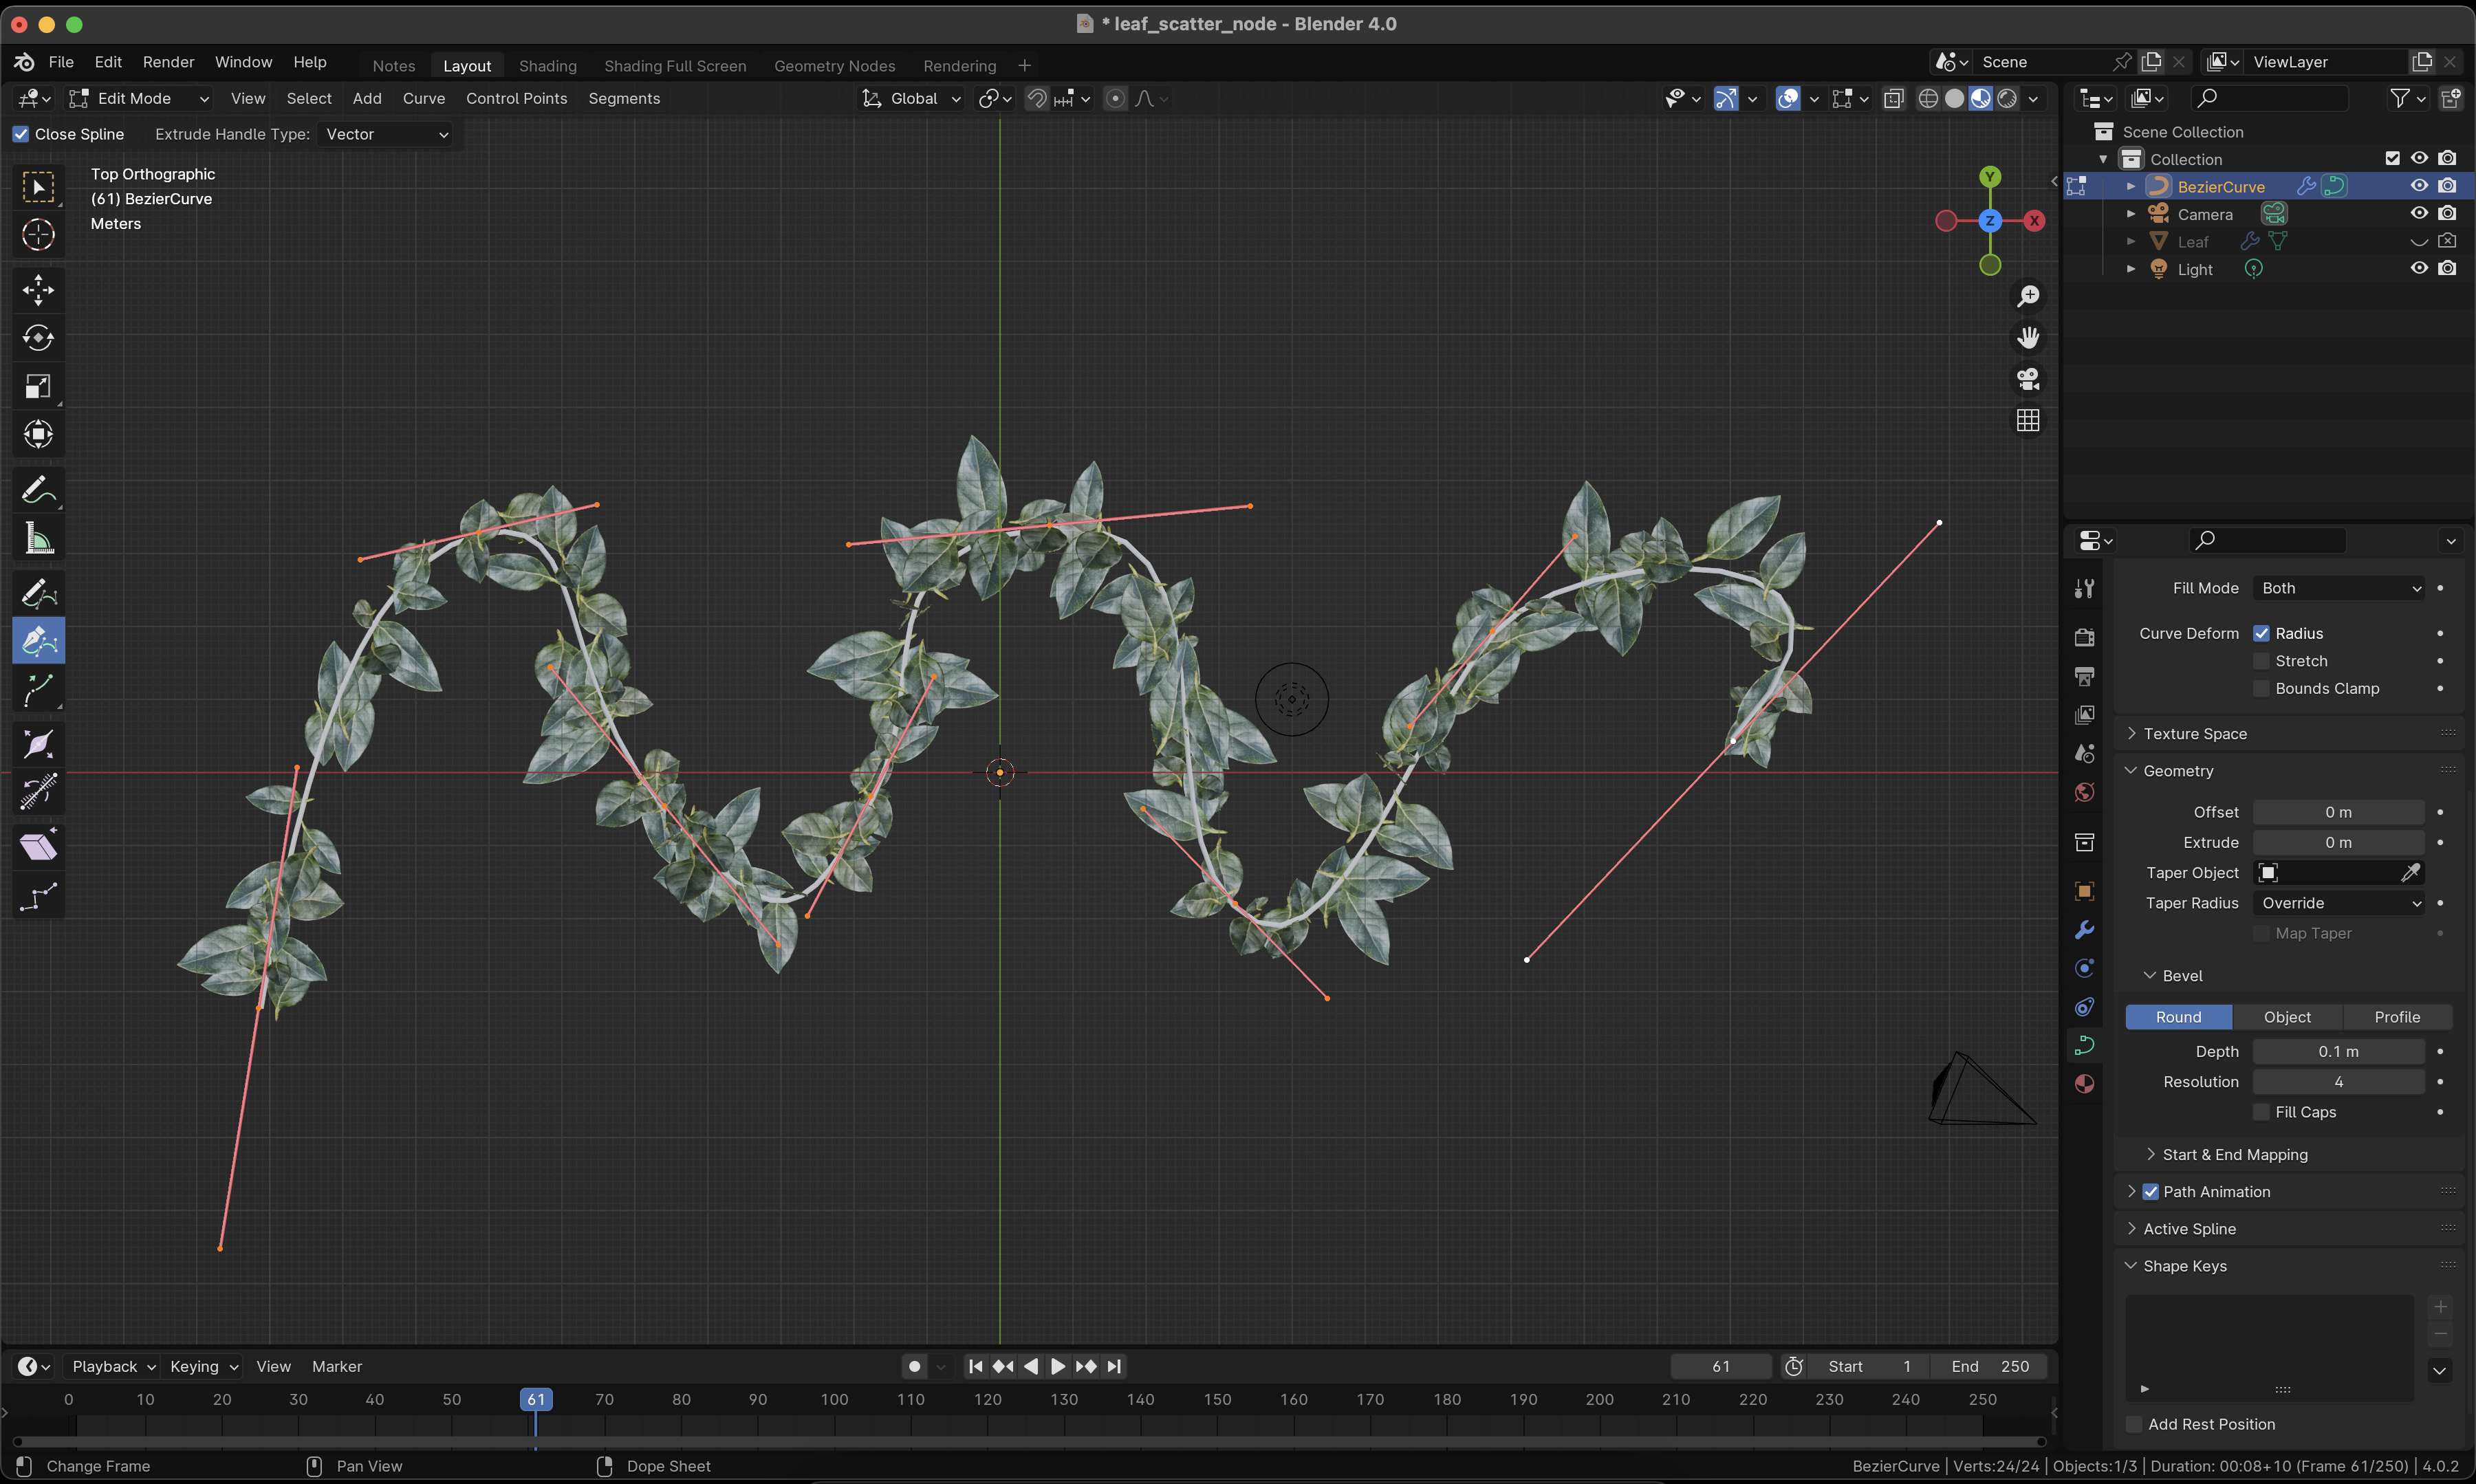 * leaf_scatter_node - Blender 4.0
File Edit Render Window Help Notes Layout Shading Shading Full Screen Geometry Nodes Rendering + Scene ViewLayer
Edit Mode View Select Add Curve Control Points Segments Global
Close Spline Extrude Handle Type: Vector
Top Orthographic
(61) BezierCurve
Meters
Y
Z X
Scene Collection
Collection
BezierCurve
Camera
Leaf
Light
Fill Mode Both
Curve Deform Radius
Stretch
Bounds Clamp
Texture Space
Geometry
Offset 0 m
Extrude 0 m
Taper Object
Taper Radius Override
Map Taper
Bevel
Round Object Profile
Depth 0.1 m
Resolution 4
Fill Caps
Start & End Mapping
Path Animation
Active Spline
Shape Keys
Add Rest Position
Playback Keying View Marker 61 Start 1 End 250
0 10 20 30 40 50 61 70 80 90 100 110 120 130 140 150 160 170 180 190 200 210 220 230 240 250
Change Frame Pan View Dope Sheet BezierCurve | Verts:24/24 | Objects:1/3 | Duration: 00:08+10 (Frame 61/250) | 4.0.2